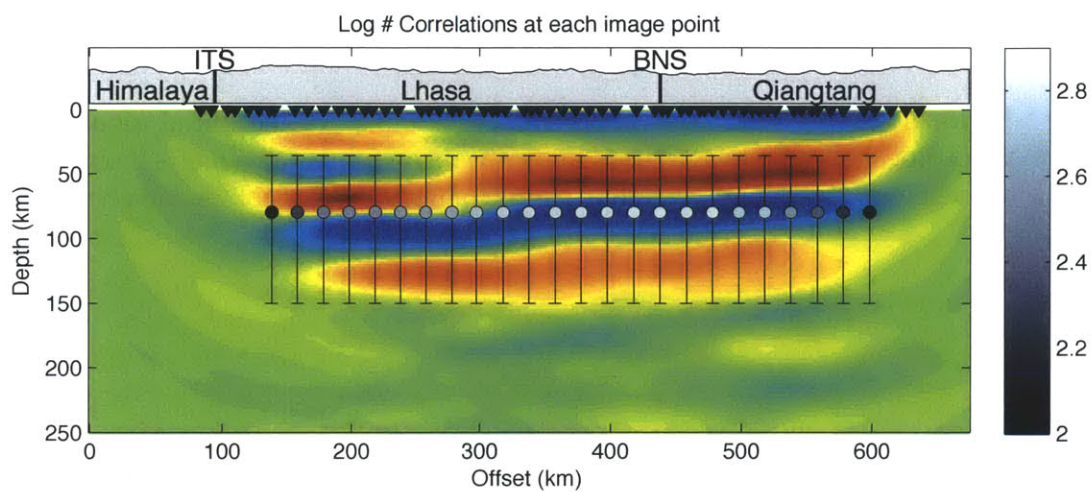 Log # Correlations at each image point
ITS
BNS
Himalaya
Lhasa
Qiangtang
0
50
100
150
200
250
Depth (km)
0
100
200
300
400
500
600
Offset (km)
2.8
2.6
2.4
2.2
2